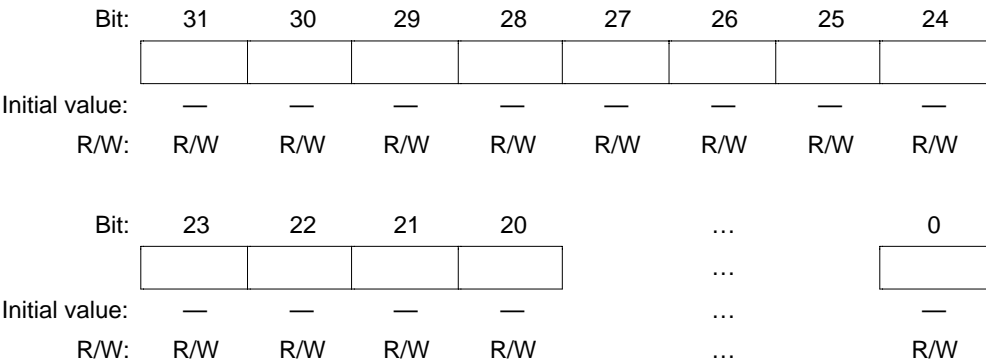 Bit: 31 30 29 28 27 26 25 24
Initial value: — — — — — — — —
R/W: R/W R/W R/W R/W R/W R/W R/W R/W
Bit: 23 22 21 20 … 0
…
Initial value: — — — — … —
R/W: R/W R/W R/W R/W … R/W